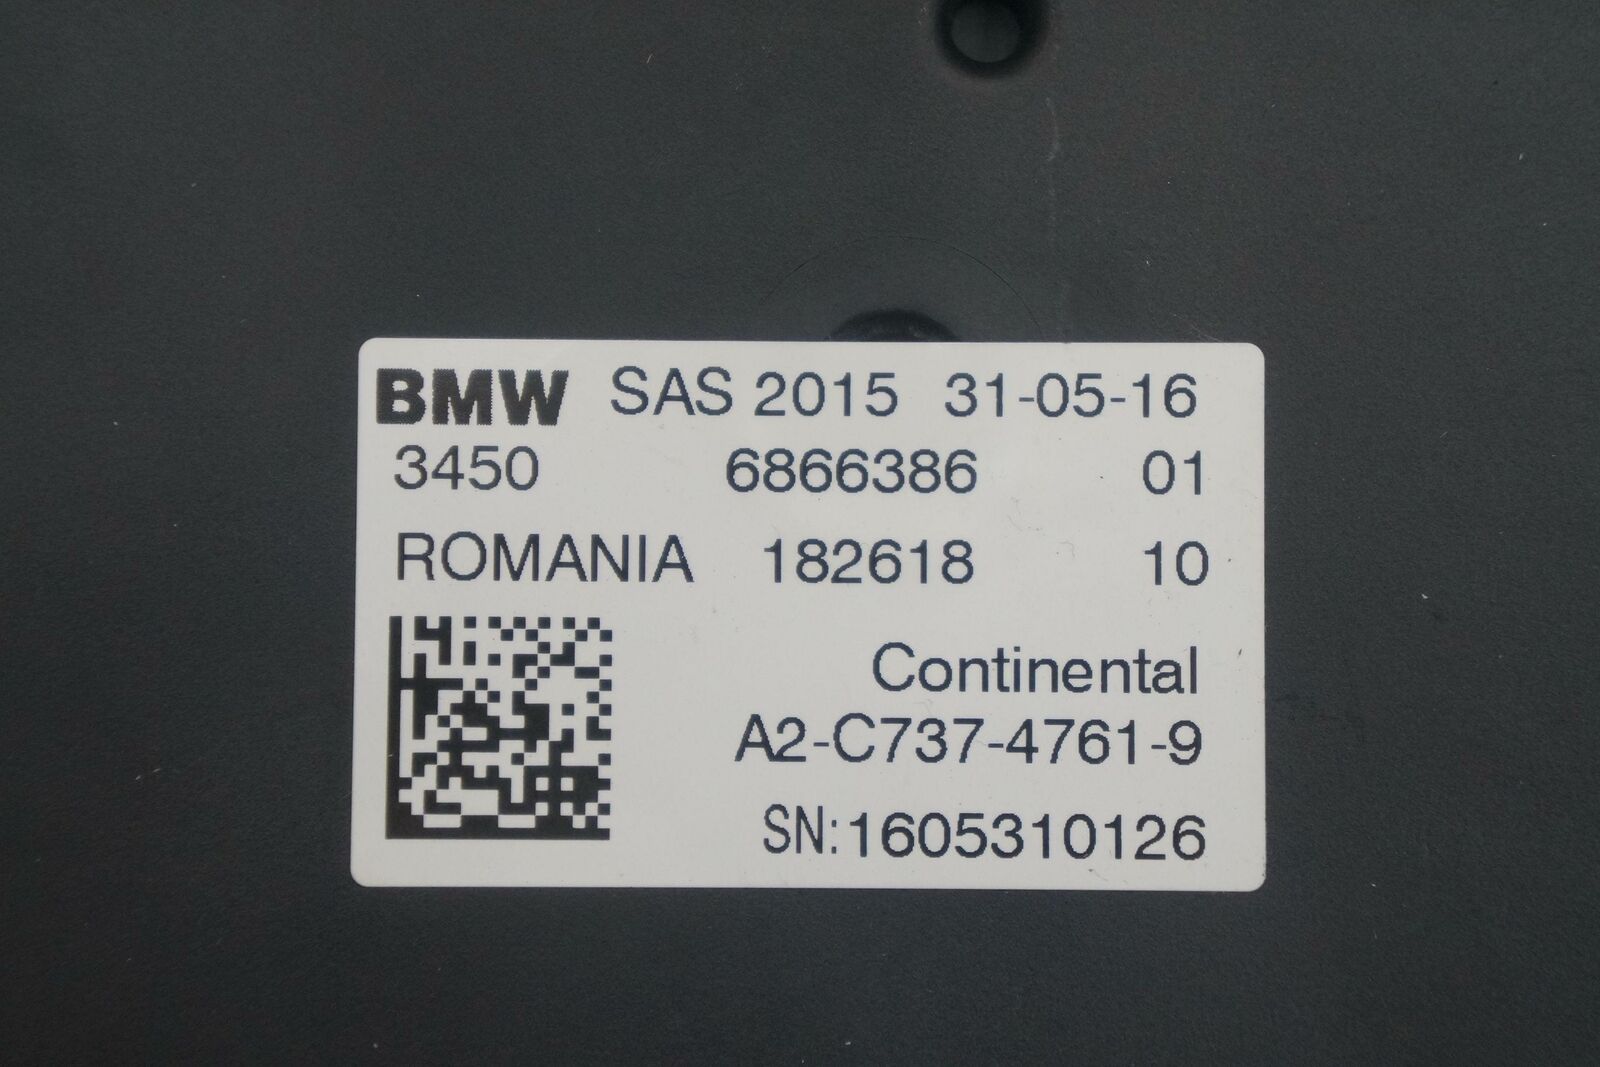 BMW SAS 2015 31-05-16
3450 6866386 01
ROMANIA 182618 10
Continental
A2-C737-4761-9
SN:1605310126